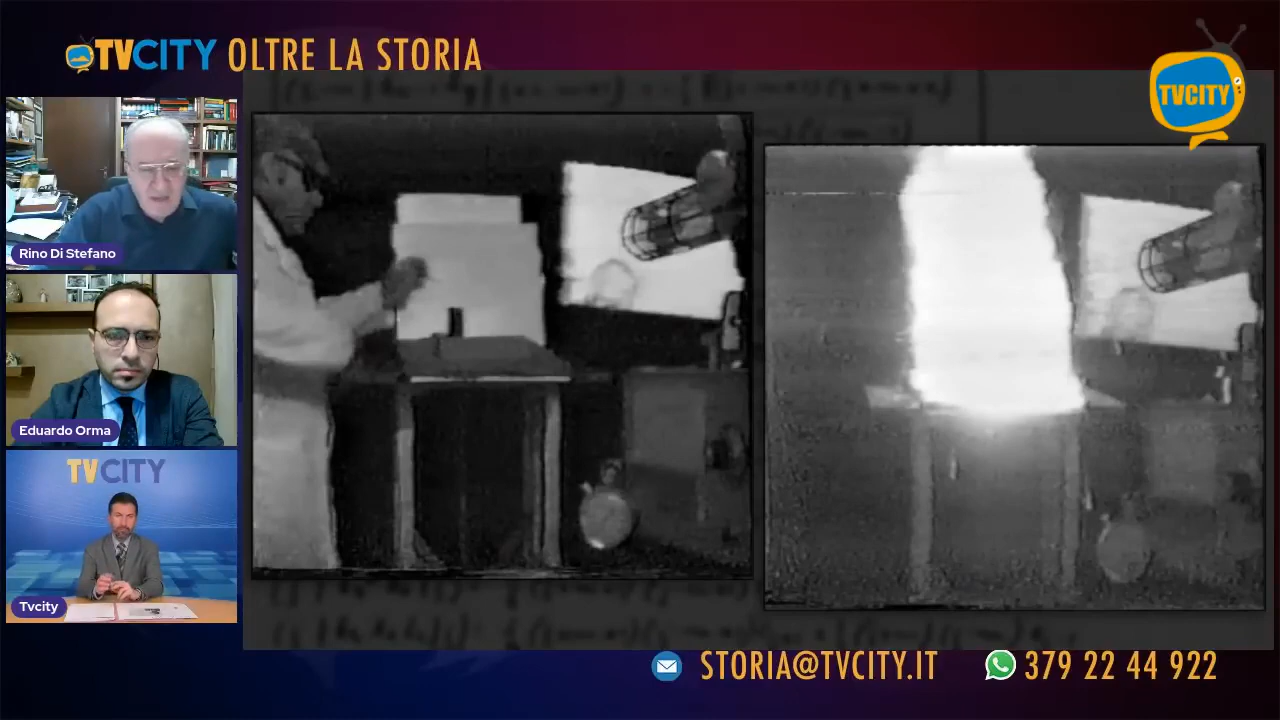 TVCITY OLTRE LA STORIA
TVCITY
Rino Di Stefano
Eduardo Orma
TVCITY
Tvcity
STORIA@TVCITY.IT
379 22 44 922